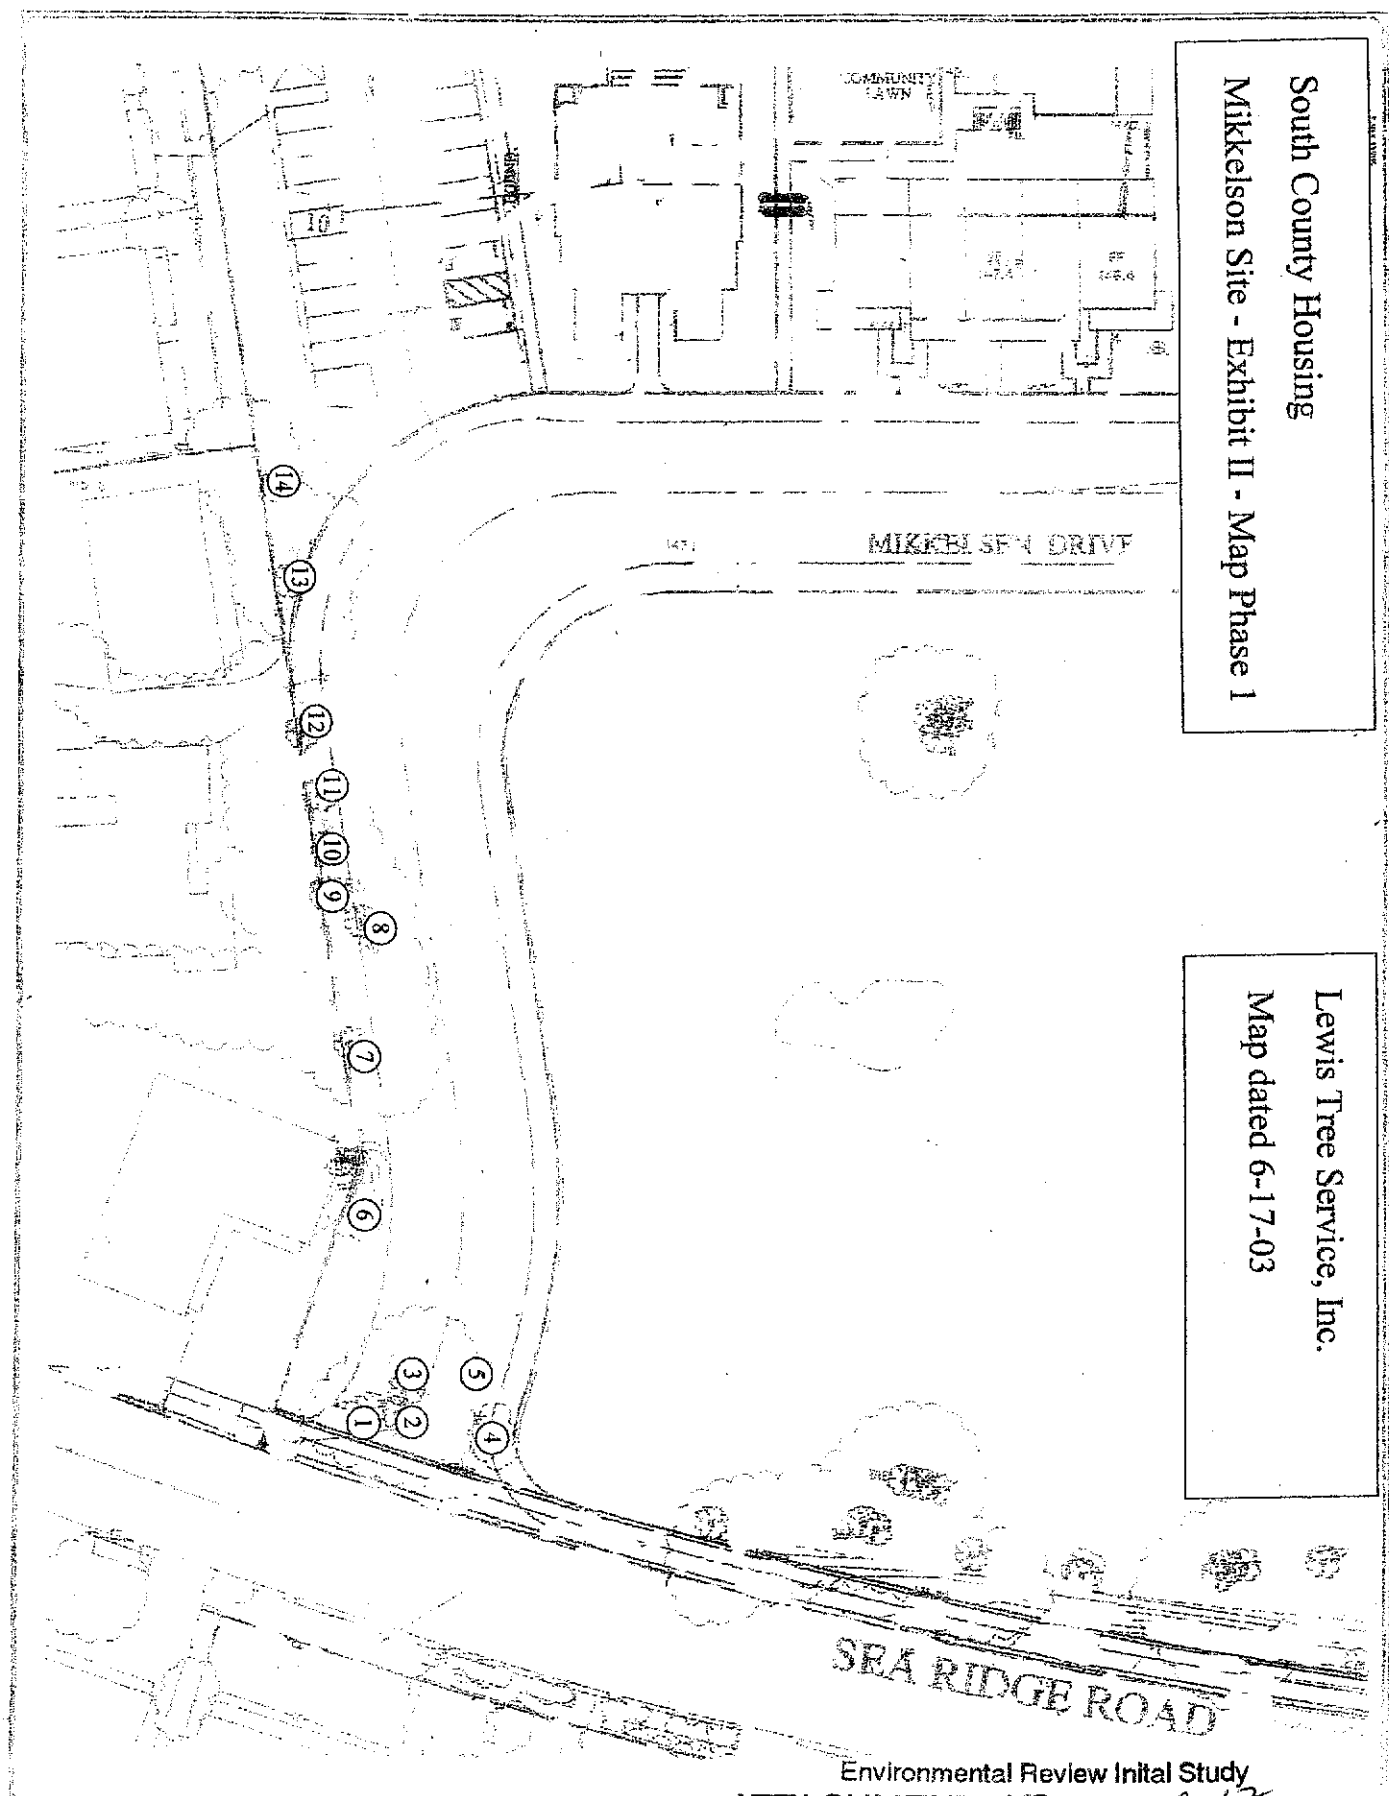 South County Housing
Mikkelson Site - Exhibit II - Map Phase 1
Lewis Tree Service, Inc.
Map dated 6-17-03
COMMUNITY
LAWN
10
MIKKELSEN DRIVE
14
13
12
11
10
9
8
7
6
5
3
4
2
1
SEA RIDGE ROAD
Environmental Review Inital Study